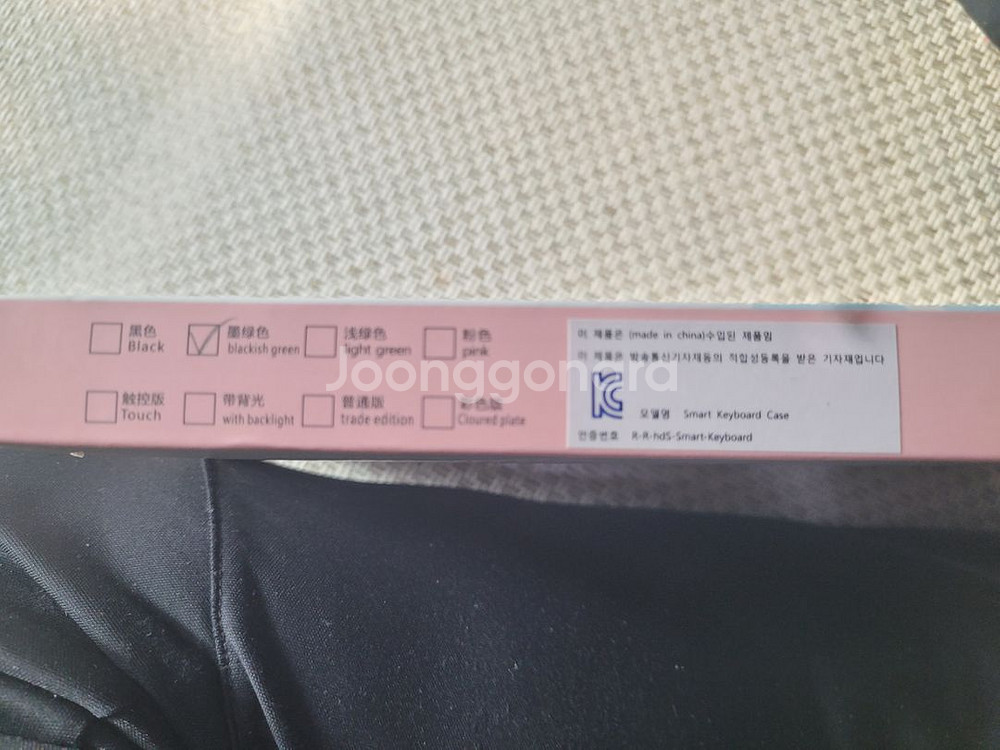 黑色
Black
墨绿色
blackish green
浅绿色
light green
粉色
pink
触控版
Touch
带背光
with backlight
普通版
trade edition
彩色版
Cloured plate
이 제품은 (made in china)수입된 제품임
이 제품은 방송통신기자재등의 적합성등록을 받은 기자재입니다
모델명 Smart Keyboard Case
인증번호 R-R-hdS-Smart-Keyboard
Joonggonara